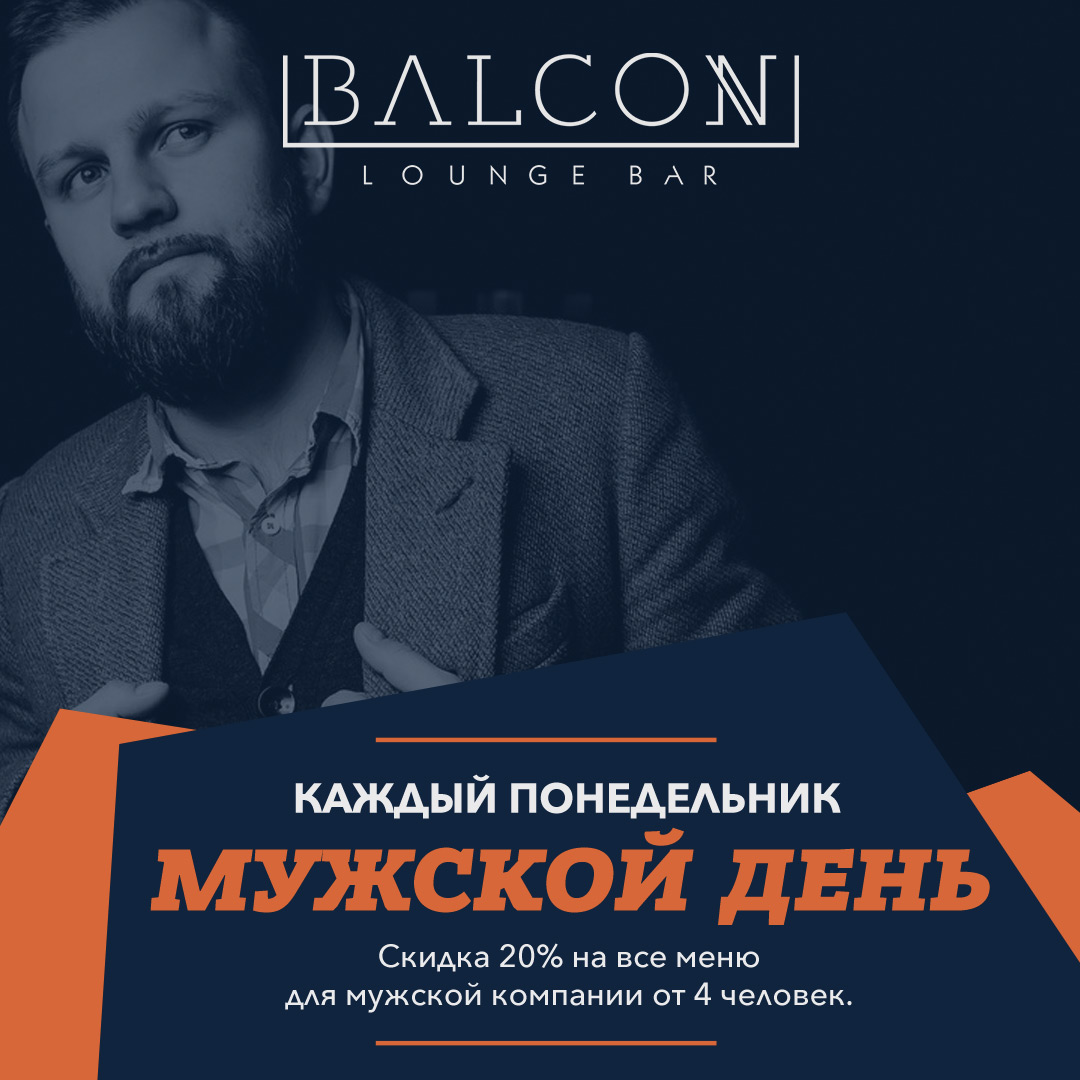 BALCON
LOUNGE BAR
КАЖДЫЙ ПОНЕДЕЛЬНИК
МУЖСКОЙ ДЕНЬ
Скидка 20% на все меню
для мужской компании от 4 человек.